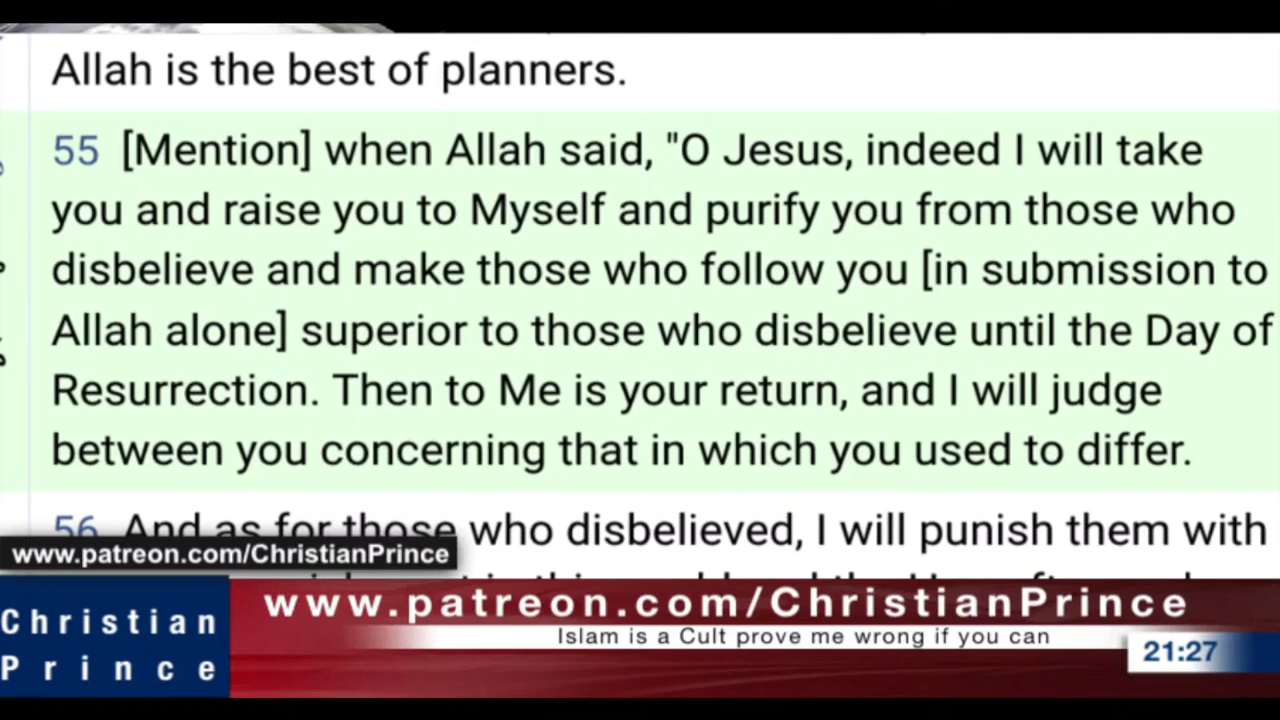 Allah is the best of planners.
55 [Mention] when Allah said, "O Jesus, indeed I will take
you and raise you to Myself and purify you from those who
disbelieve and make those who follow you [in submission to
Allah alone] superior to those who disbelieve until the Day of
Resurrection. Then to Me is your return, and I will judge
between you concerning that in which you used to differ.
56 And as for those who disbelieved, I will punish them with
www.patreon.com/ChristianPrince
www.patreon.com/ChristianPrince
Islam is a Cult prove me wrong if you can
Christian
Prince
21:27